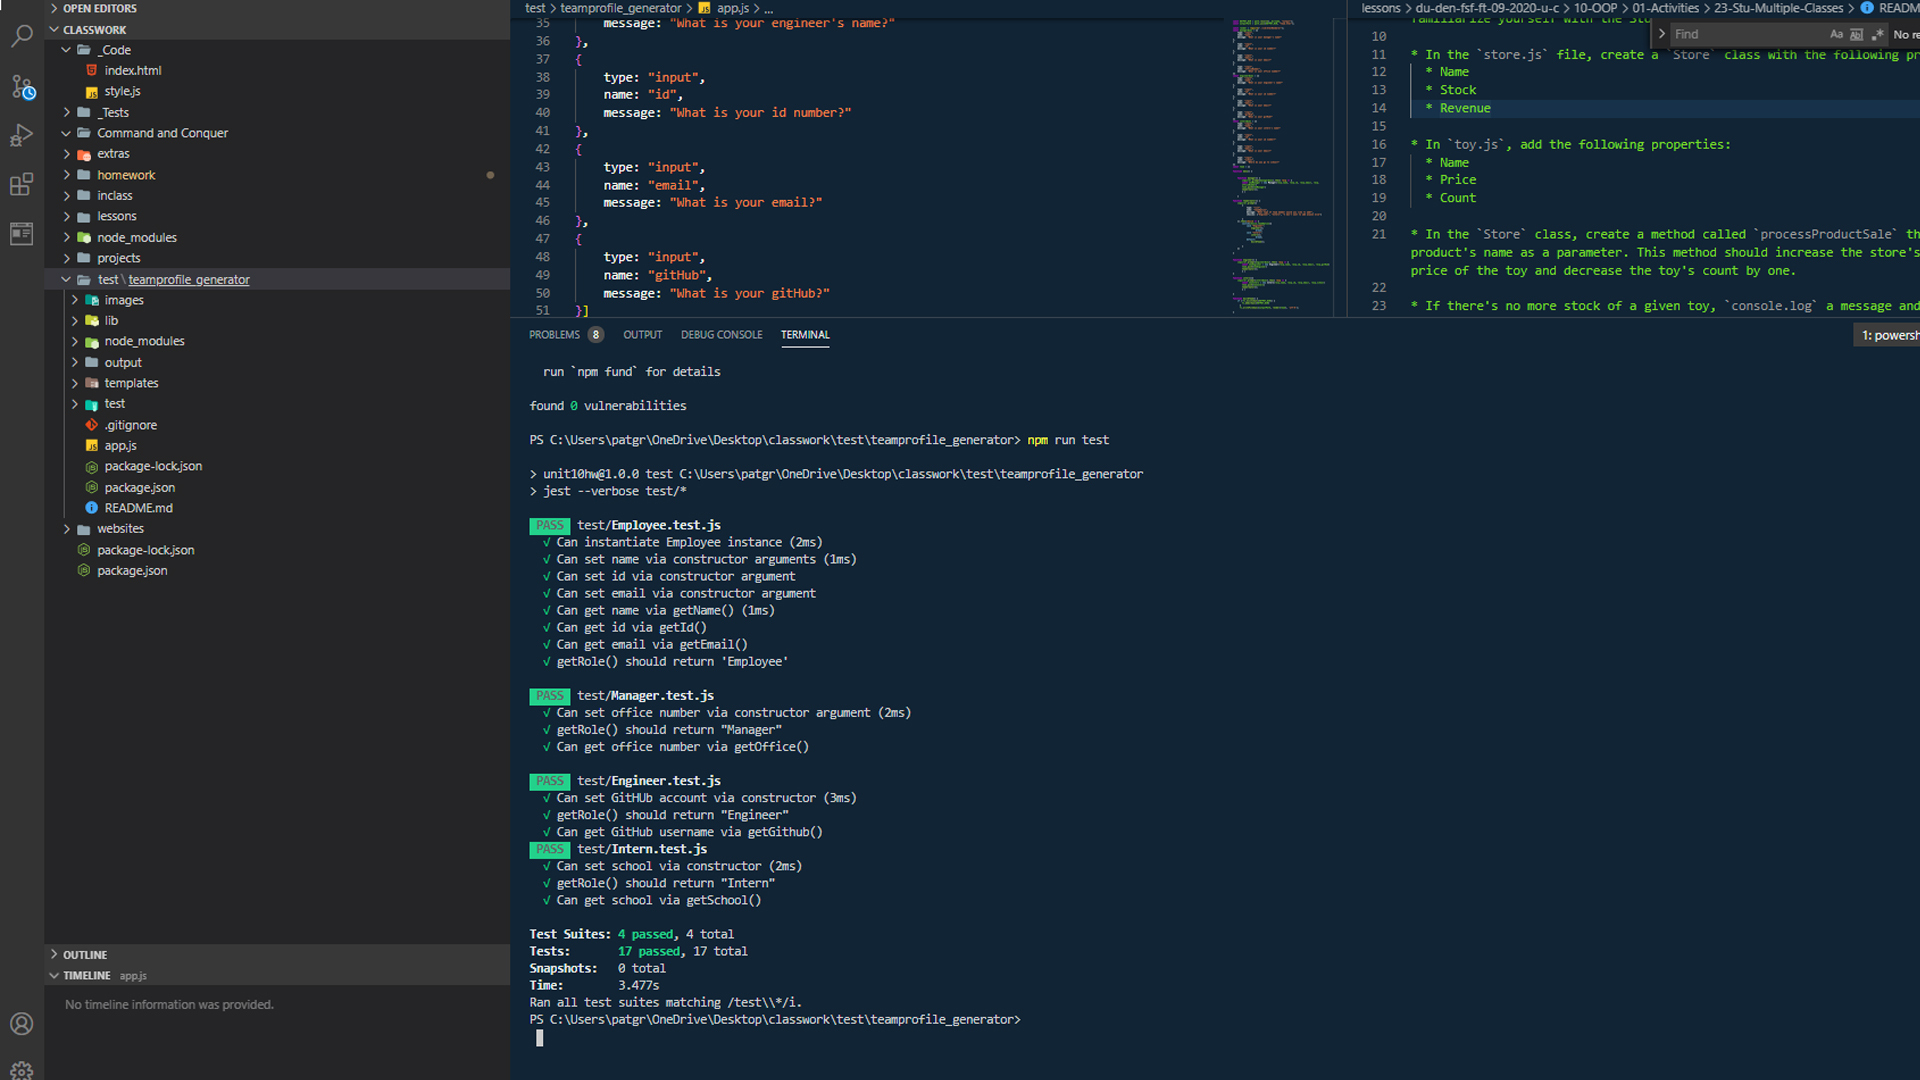 OPEN EDITORS
CLASSWORK
_Code
index.html
style.js
_Tests
Command and Conquer
extras
homework
inclass
lessons
node_modules
projects
test \ teamprofile_generator
images
lib
node_modules
output
templates
test
.gitignore
app.js
package-lock.json
package.json
README.md
websites
package-lock.json
package.json
OUTLINE
TIMELINE app.js
No timeline information was provided.
test > teamprofile_generator > JS app.js > ...
35 message: "What is your engineer's name?"
36 },
37 {
38 type: "input",
39 name: "id",
40 message: "What is your id number?"
41 },
42 {
43 type: "input",
44 name: "email",
45 message: "What is your email?"
46 },
47 {
48 type: "input",
49 name: "gitHub",
50 message: "What is your gitHub?"
51 }]
lessons > du-den-fsf-ft-09-2020-u-c > 10-OOP > 01-Activities > 23-Stu-Multiple-Classes > READM
Find Aa Ab| .* No re
familiarize yourself with the Sto
10
11 * In the `store.js` file, create a `Store` class with the following pr
12 * Name
13 * Stock
14 * Revenue
15
16 * In `toy.js`, add the following properties:
17 * Name
18 * Price
19 * Count
20
21 * In the `Store` class, create a method called `processProductSale` th
product's name as a parameter. This method should increase the store's
price of the toy and decrease the toy's count by one.
22
23 * If there's no more stock of a given toy, `console.log` a message and
PROBLEMS 8 OUTPUT DEBUG CONSOLE TERMINAL 1: powersh
run `npm fund` for details
found 0 vulnerabilities
PS C:\Users\patgr\OneDrive\Desktop\classwork\test\teamprofile_generator> npm run test
> unit10hw@1.0.0 test C:\Users\patgr\OneDrive\Desktop\classwork\test\teamprofile_generator
> jest --verbose test/*
PASS test/Employee.test.js
√ Can instantiate Employee instance (2ms)
√ Can set name via constructor arguments (1ms)
√ Can set id via constructor argument
√ Can set email via constructor argument
√ Can get name via getName() (1ms)
√ Can get id via getId()
√ Can get email via getEmail()
√ getRole() should return 'Employee'
PASS test/Manager.test.js
√ Can set office number via constructor argument (2ms)
√ getRole() should return "Manager"
√ Can get office number via getOffice()
PASS test/Engineer.test.js
√ Can set GitHUb account via constructor (3ms)
√ getRole() should return "Engineer"
√ Can get GitHub username via getGithub()
PASS test/Intern.test.js
√ Can set school via constructor (2ms)
√ getRole() should return "Intern"
√ Can get school via getSchool()
Test Suites: 4 passed, 4 total
Tests: 17 passed, 17 total
Snapshots: 0 total
Time: 3.477s
Ran all test suites matching /test\\*/i.
PS C:\Users\patgr\OneDrive\Desktop\classwork\test\teamprofile_generator>